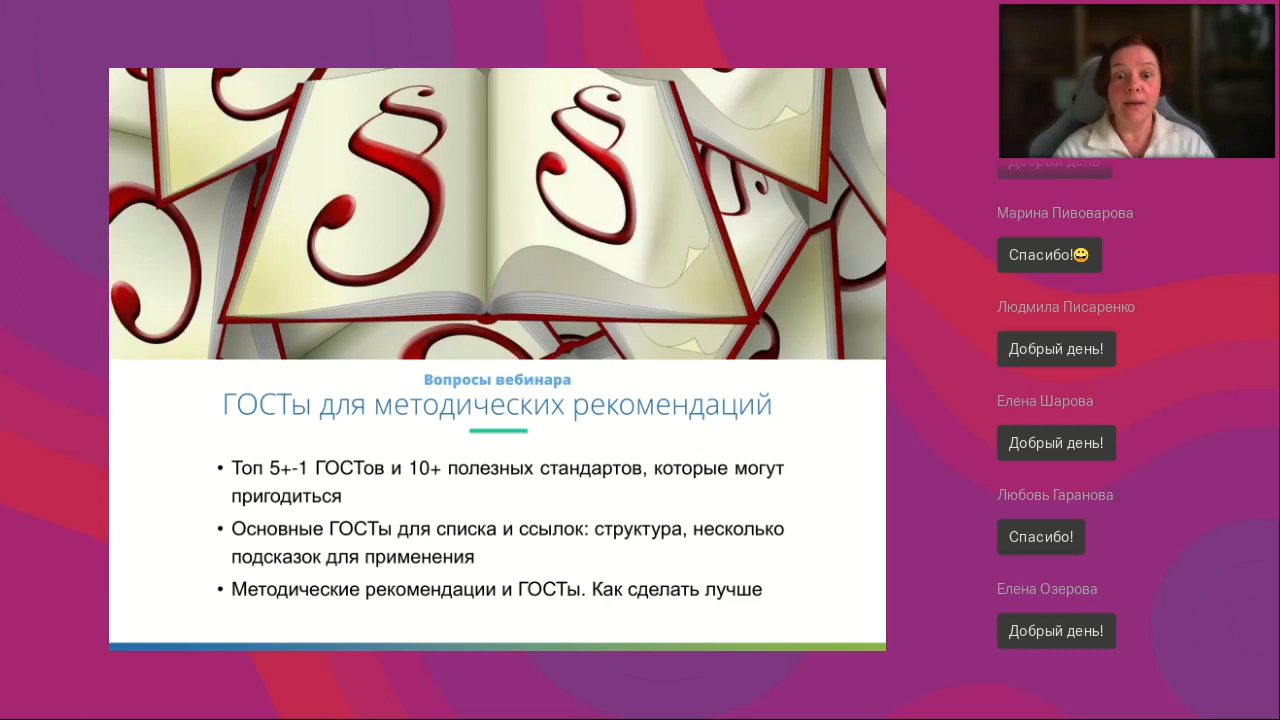 Вопросы вебинара
ГОСТы для методических рекомендаций
• Топ 5+-1 ГОСТов и 10+ полезных стандартов, которые могут
пригодиться
• Основные ГОСТы для списка и ссылок: структура, несколько
подсказок для применения
• Методические рекомендации и ГОСТы. Как сделать лучше
Добрый день
Марина Пивоварова
Спасибо!😀
Людмила Писаренко
Добрый день!
Елена Шарова
Добрый день!
Любовь Гаранова
Спасибо!
Елена Озерова
Добрый день!